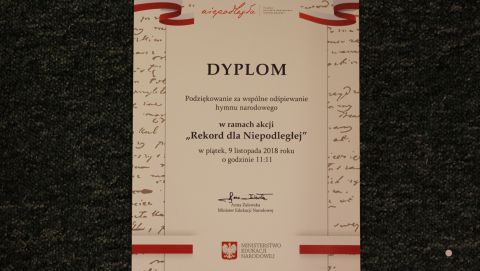 niepodległa
DYPLOM
Podziękowanie za wspólne odśpiewanie
hymnu narodowego
w ramach akcji
„Rekord dla Niepodległej”
w piątek, 9 listopada 2018 roku
o godzinie 11:11
Anna Zalewska
Minister Edukacji Narodowej
MINISTERSTWO
EDUKACJI
NARODOWEJ